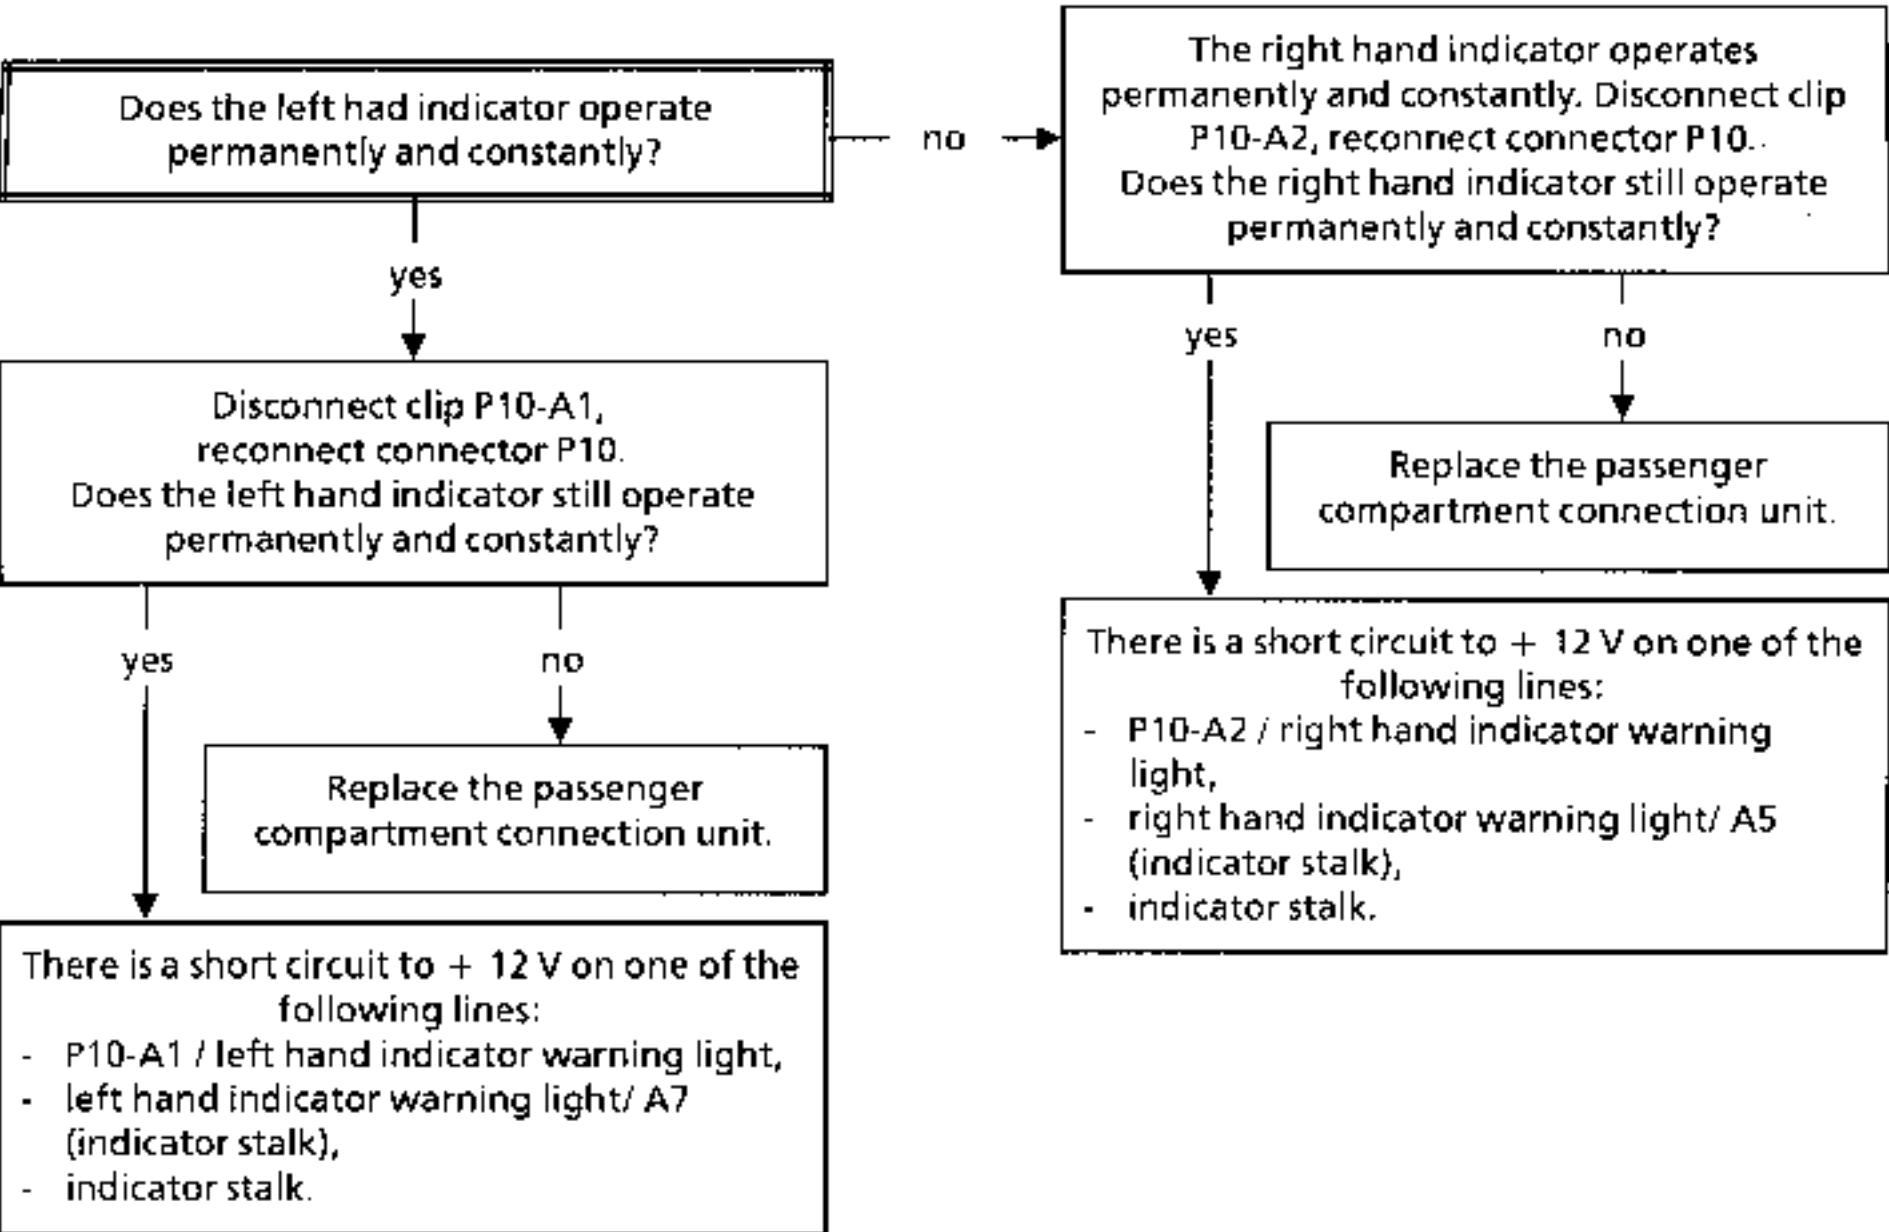 Does the left had indicator operate
permanently and constantly?
no
The right hand indicator operates
permanently and constantly. Disconnect clip
P10-A2, reconnect connector P10.
Does the right hand indicator still operate
permanently and constantly?
yes
yes
no
Disconnect clip P10-A1,
reconnect connector P10.
Does the left hand indicator still operate
permanently and constantly?
Replace the passenger
compartment connection unit.
yes
no
There is a short circuit to + 12 V on one of the
following lines:
- P10-A2 / right hand indicator warning
light,
- right hand indicator warning light/ A5
(indicator stalk),
- indicator stalk.
Replace the passenger
compartment connection unit.
There is a short circuit to + 12 V on one of the
following lines:
- P10-A1 / left hand indicator warning light,
- left hand indicator warning light/ A7
(indicator stalk),
- indicator stalk.